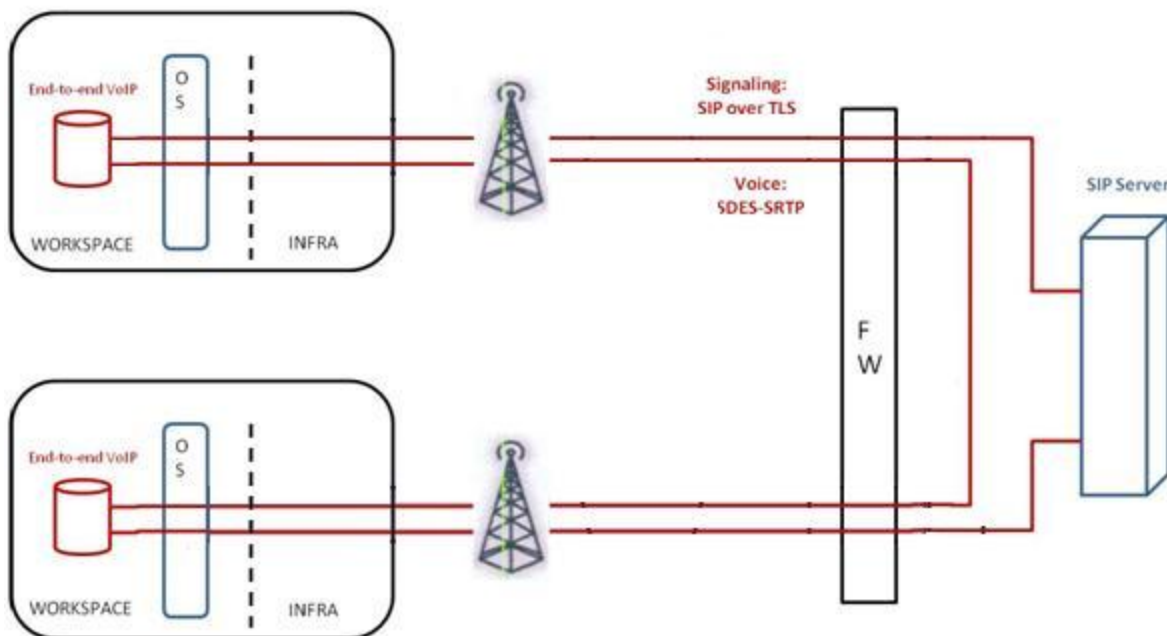 End-to-end VoIP
O
S
WORKSPACE
INFRA
Signaling:
SIP over TLS
Voice:
SDES-SRTP
SIP Server
F
W
End-to-end VoIP
O
S
WORKSPACE
INFRA